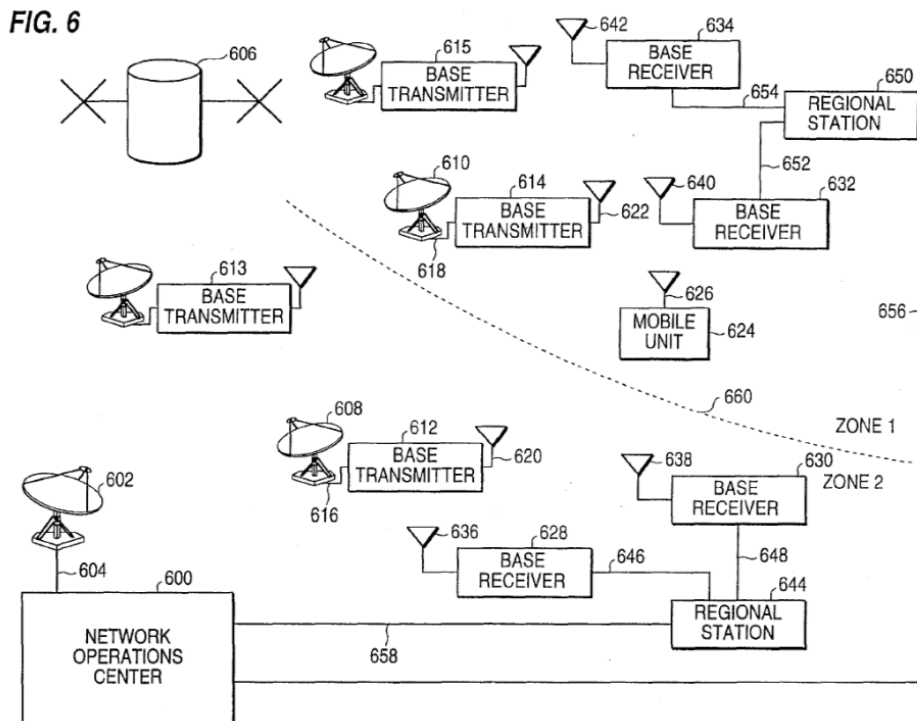 FIG. 6
606
615
BASE
TRANSMITTER
642
634
BASE
RECEIVER
654
650
REGIONAL
STATION
652
610
614
BASE
TRANSMITTER
622
618
640
632
BASE
RECEIVER
613
BASE
TRANSMITTER
626
MOBILE
UNIT
624
656
660
ZONE 1
ZONE 2
608
612
BASE
TRANSMITTER
620
616
638
630
BASE
RECEIVER
602
604
636
628
BASE
RECEIVER
646
648
644
REGIONAL
STATION
600
NETWORK
OPERATIONS
CENTER
658